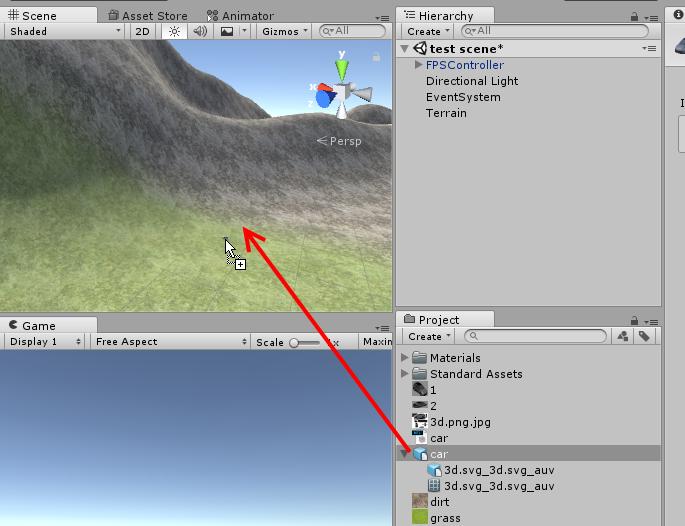 Scene
Asset Store
Animator
Shaded
2D
Gizmos
All
y
x
z
Persp
Game
Display 1
Free Aspect
Scale
1x
Maxin
Hierarchy
Create
All
test scene*
FPSController
Directional Light
EventSystem
Terrain
Project
Create
Materials
Standard Assets
1
2
3d.png.jpg
car
car
3d.svg_3d.svg_auv
3d.svg_3d.svg_auv
dirt
grass
I